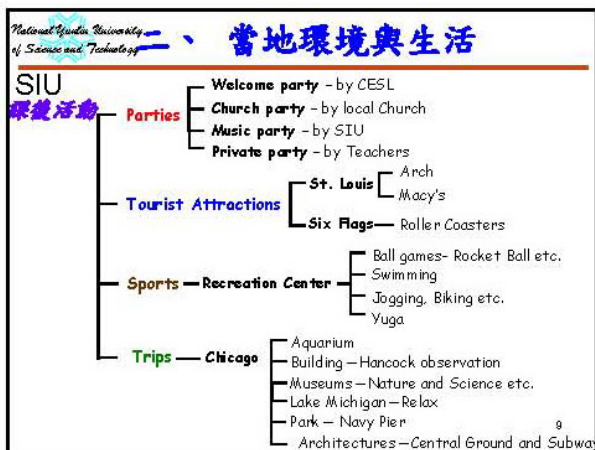 National Yunlin University
of Science and Technology
二、 當地環境與生活
SIU
課後活動
Parties
Welcome party – by CESL
Church party – by local Church
Music party – by SIU
Private party – by Teachers
Tourist Attractions
St. Louis
Arch
Macy's
Six Flags
Roller Coasters
Sports
Recreation Center
Ball games- Rocket Ball etc.
Swimming
Jogging, Biking etc.
Yuga
Trips
Chicago
Aquarium
Building – Hancock observation
Museums – Nature and Science etc.
Lake Michigan – Relax
Park – Navy Pier
Architectures – Central Ground and Subway
9